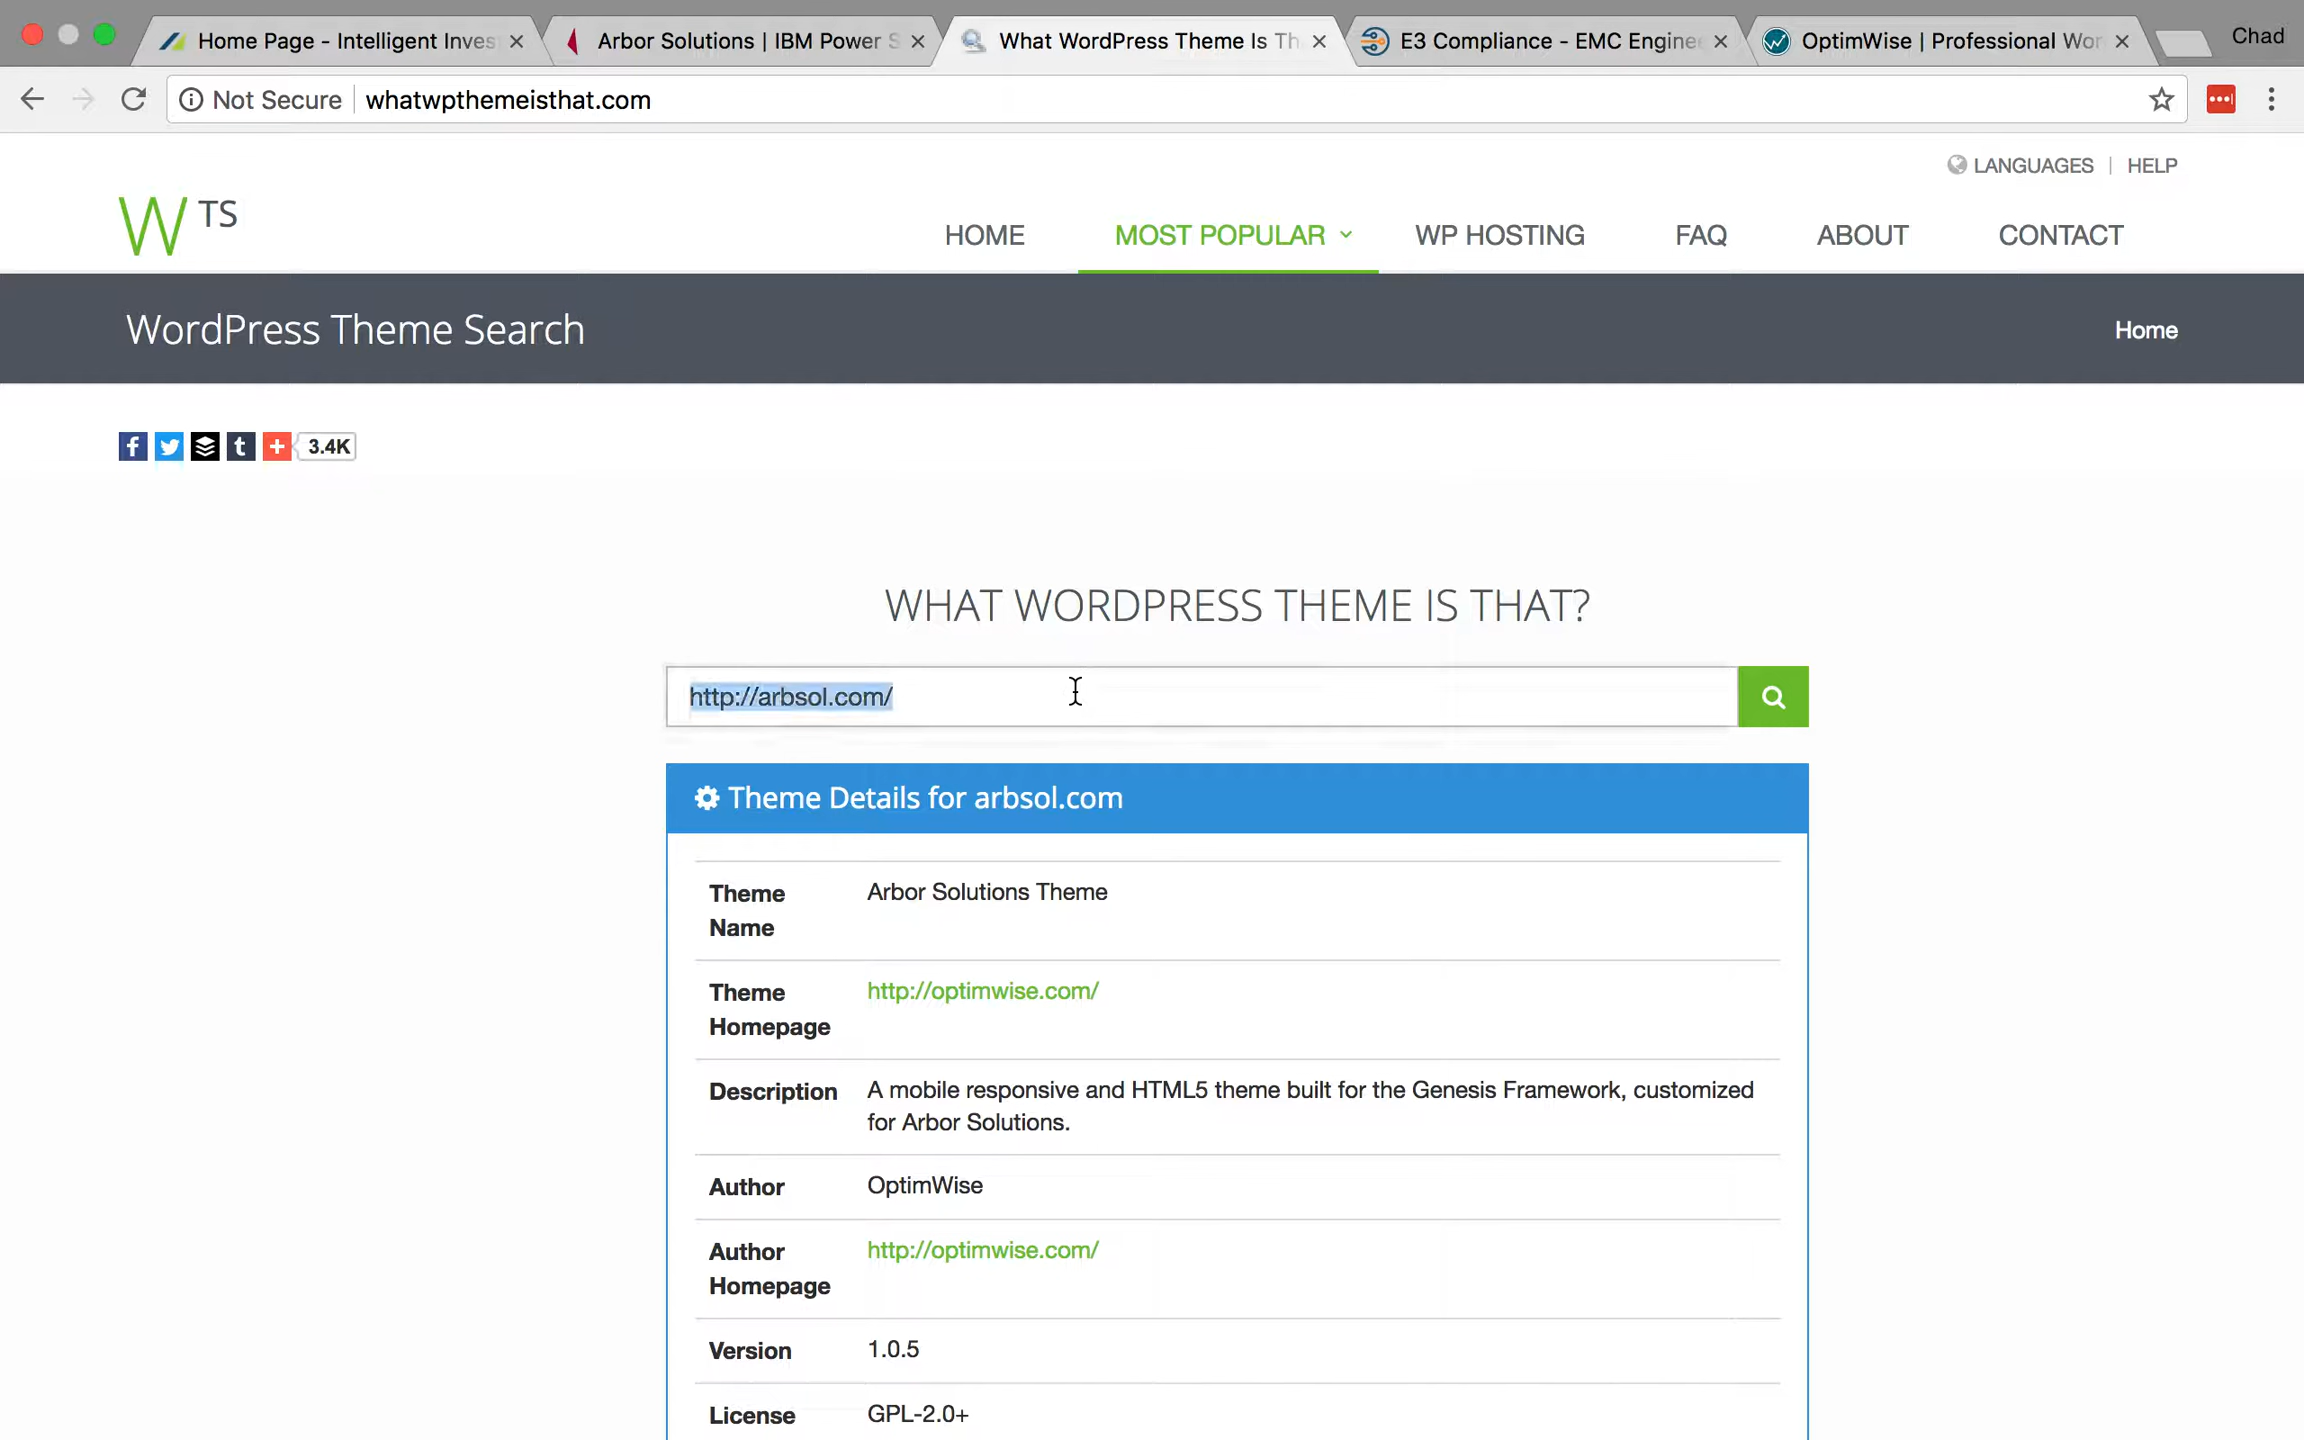 Home Page - Intelligent Inves
Arbor Solutions | IBM Power S
What WordPress Theme Is Th
E3 Compliance - EMC Enginee
OptimWise | Professional Wor
Chad
Not Secure
whatwpthemeisthat.com
LANGUAGES | HELP
W TS
HOME
MOST POPULAR
WP HOSTING
FAQ
ABOUT
CONTACT
WordPress Theme Search
Home
3.4K
WHAT WORDPRESS THEME IS THAT?
http://arbsol.com/
Theme Details for arbsol.com
Theme Name
Arbor Solutions Theme
Theme Homepage
http://optimwise.com/
Description
A mobile responsive and HTML5 theme built for the Genesis Framework, customized
for Arbor Solutions.
Author
OptimWise
Author Homepage
http://optimwise.com/
Version
1.0.5
License
GPL-2.0+